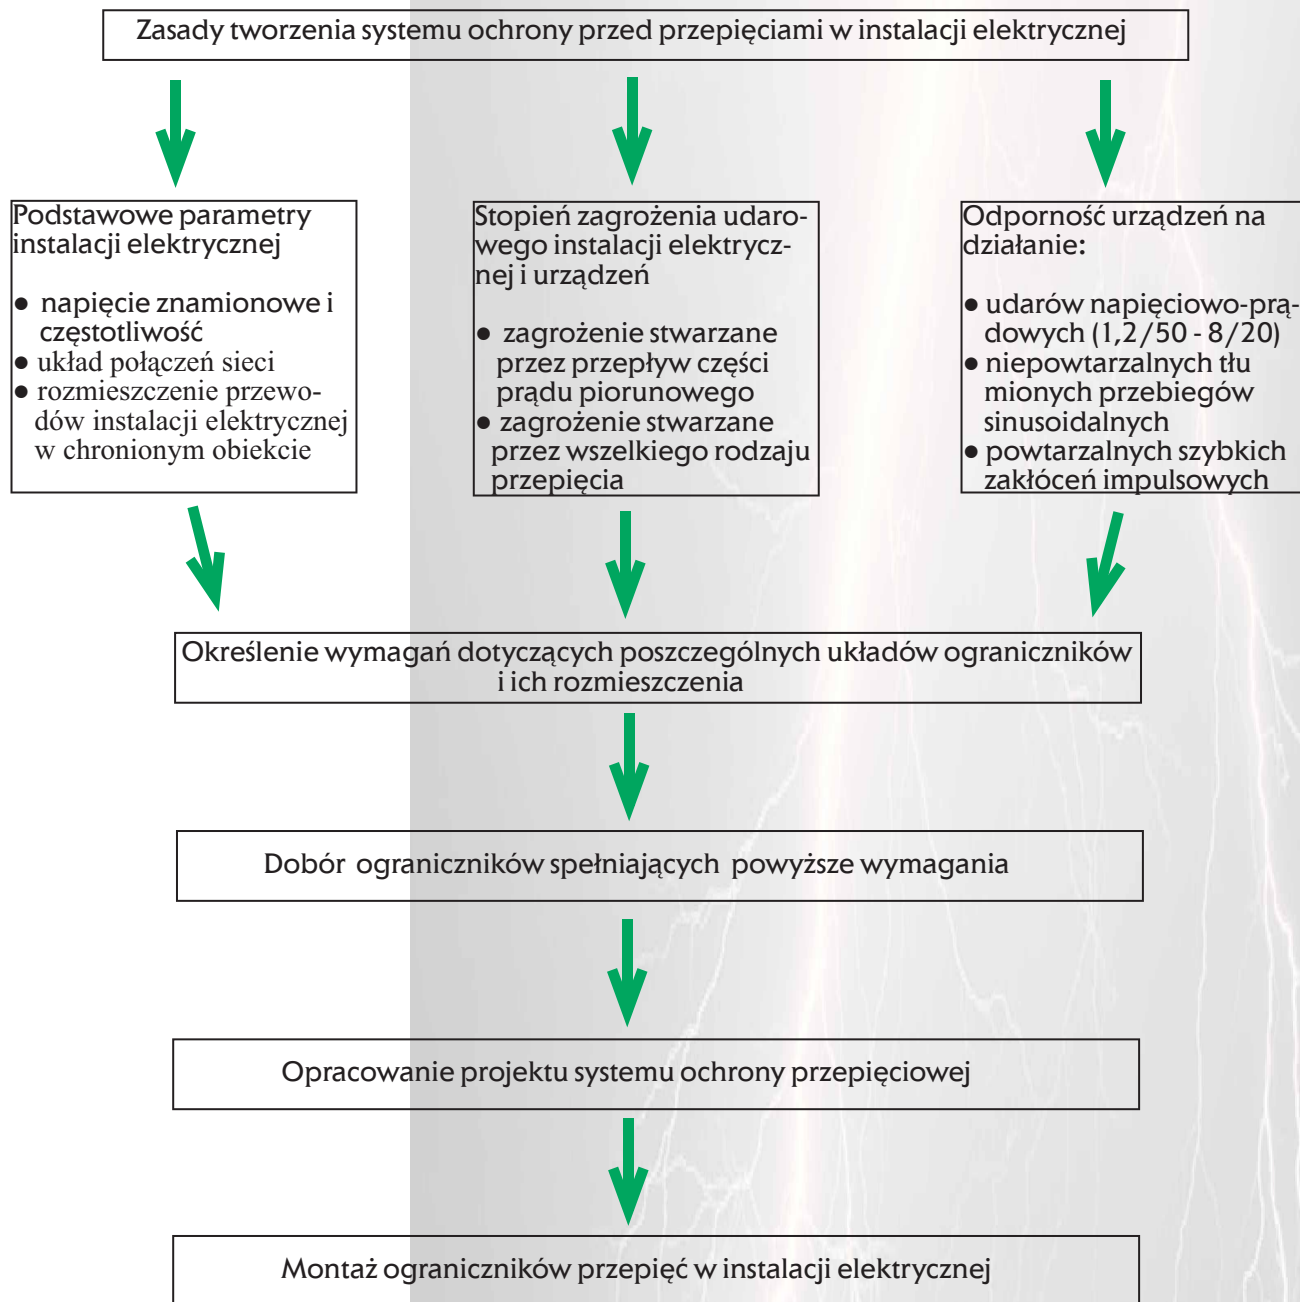 Zasady tworzenia systemu ochrony przed przepięciami w instalacji elektrycznej
Podstawowe parametry
instalacji elektrycznej
● napięcie znamionowe i
częstotliwość
● układ połączeń sieci
● rozmieszczenie przewo-
dów instalacji elektrycznej
w chronionym obiekcie
Stopień zagrożenia udaro-
wego instalacji elektrycz-
nej i urządzeń
● zagrożenie stwarzane
przez przepływ części
prądu piorunowego
● zagrożenie stwarzane
przez wszelkiego rodzaju
przepięcia
Odporność urządzeń na
działanie:
● udarów napięciowo-prą-
dowych (1,2/50 - 8/20)
● niepowtarzalnych tłu
mionych przebiegów
sinusoidalnych
● powtarzalnych szybkich
zakłóceń impulsowych
Określenie wymagań dotyczących poszczególnych układów ograniczników
i ich rozmieszczenia
Dobór ograniczników spełniających powyższe wymagania
Opracowanie projektu systemu ochrony przepięciowej
Montaż ograniczników przepięć w instalacji elektrycznej